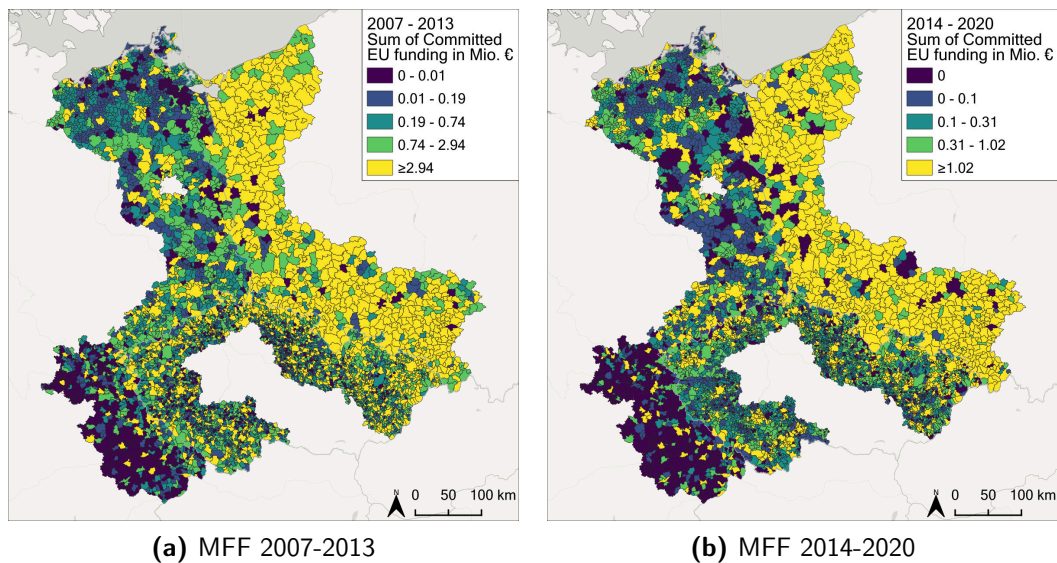 2007 - 2013
Sum of Committed
EU funding in Mio. €
0 - 0.01
0.01 - 0.19
0.19 - 0.74
0.74 - 2.94
≥2.94
N
0 50 100 km
(a) MFF 2007-2013
2014 - 2020
Sum of Committed
EU funding in Mio. €
0
0 - 0.1
0.1 - 0.31
0.31 - 1.02
≥1.02
N
0 50 100 km
(b) MFF 2014-2020